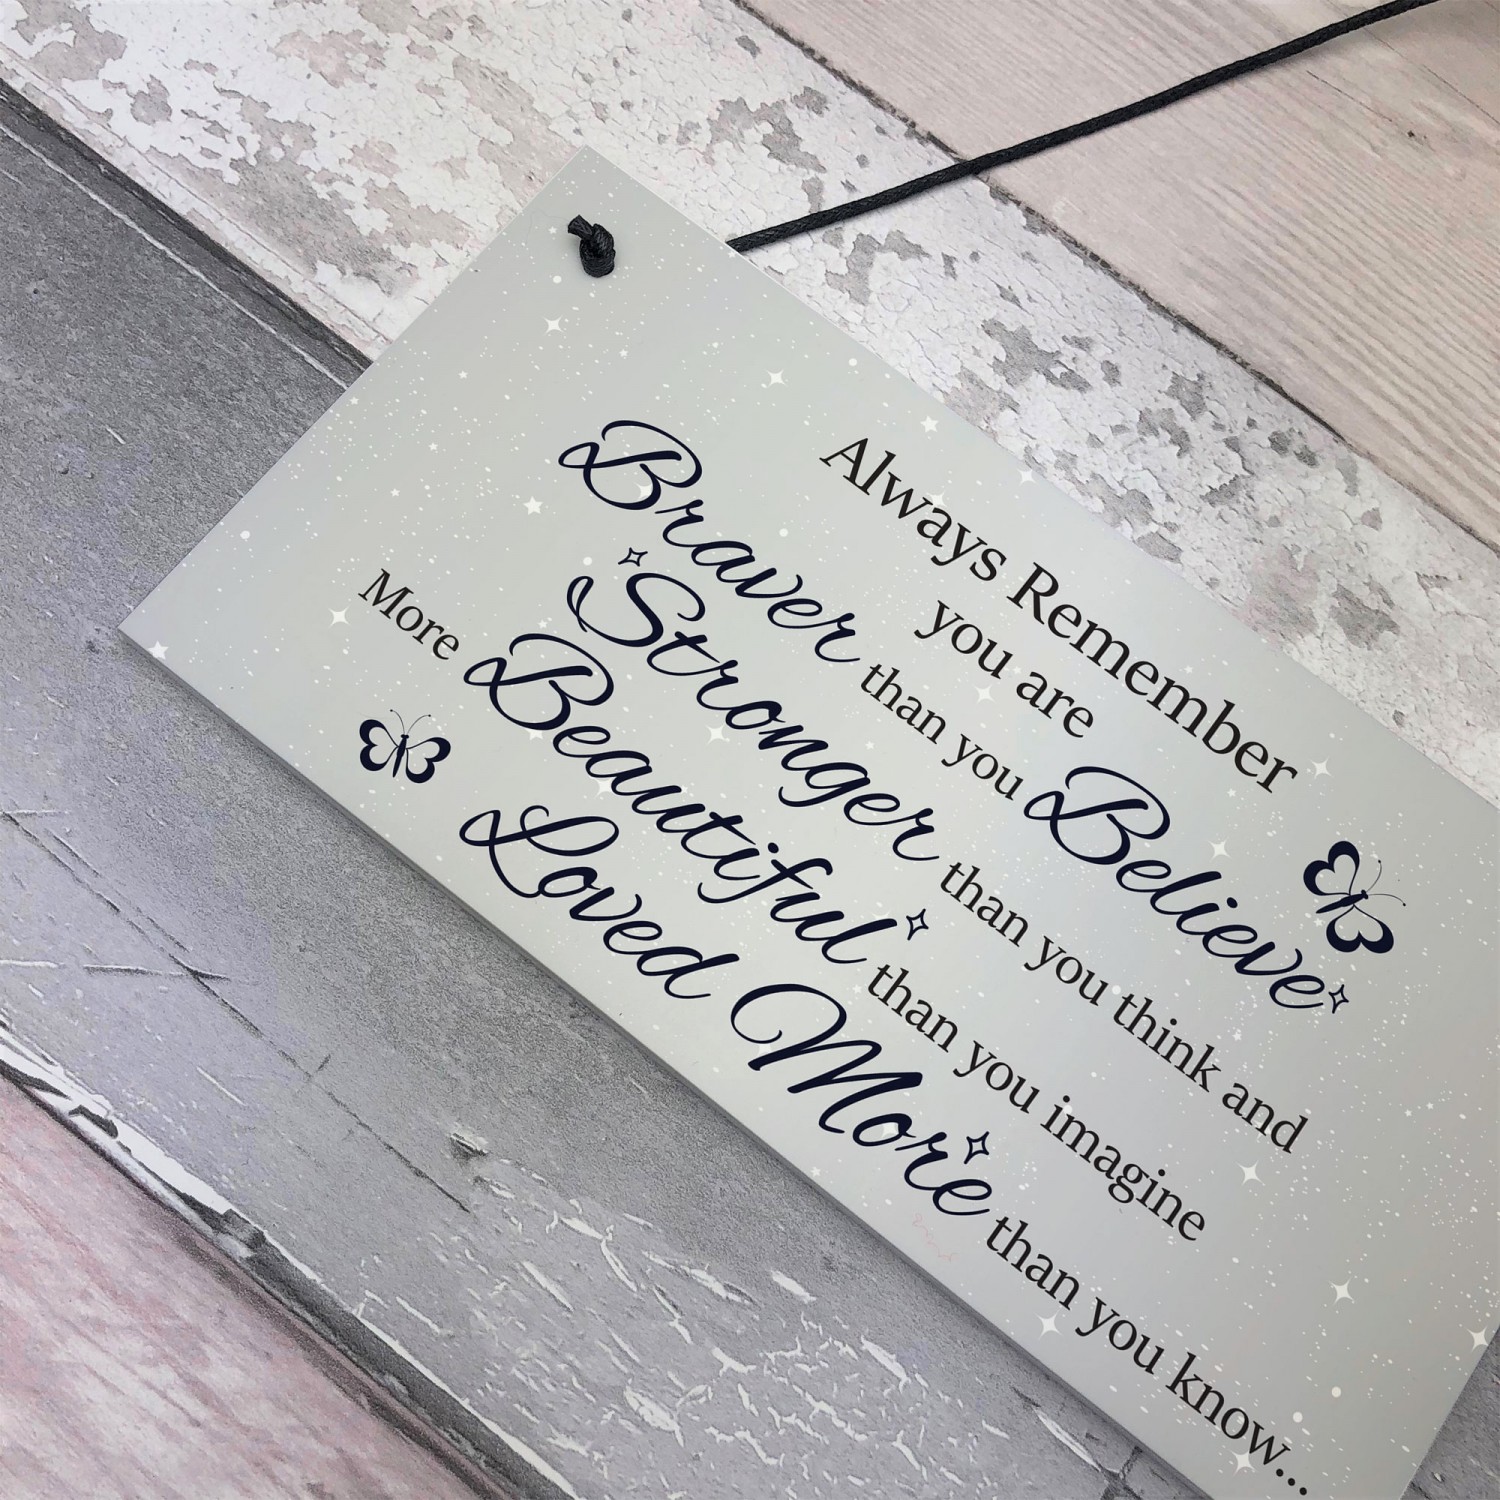 Always Remember
you are
Braver than you Believe
Stronger than you think and
More Beautiful than you imagine
Loved More than you know...